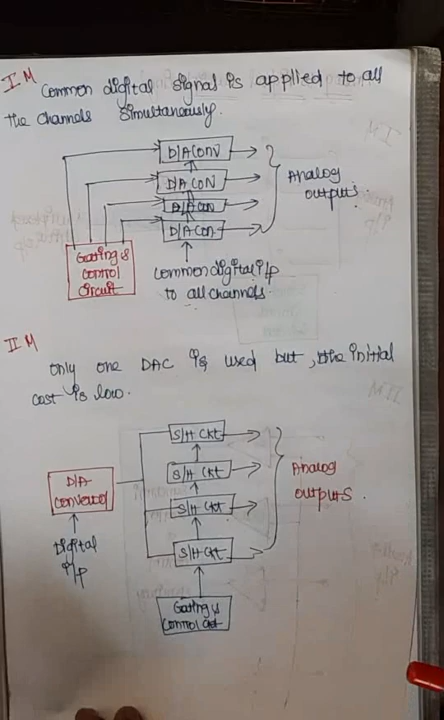 I M Common digital signal is applied to all
the channels simultaneously.
D/A CONV
D/A CON
D/A CON
D/A CON
Analog
outputs.
Gating &
control
circuit
Common digital i/p
to all channels.
II M
only one DAC is used but, the initial
cost is low.
S/H CKt
S/H CKt
S/H CKt
S/H CKt
D/A
converter
Analog
outputs.
Digital
i/p
Gating &
control ckt